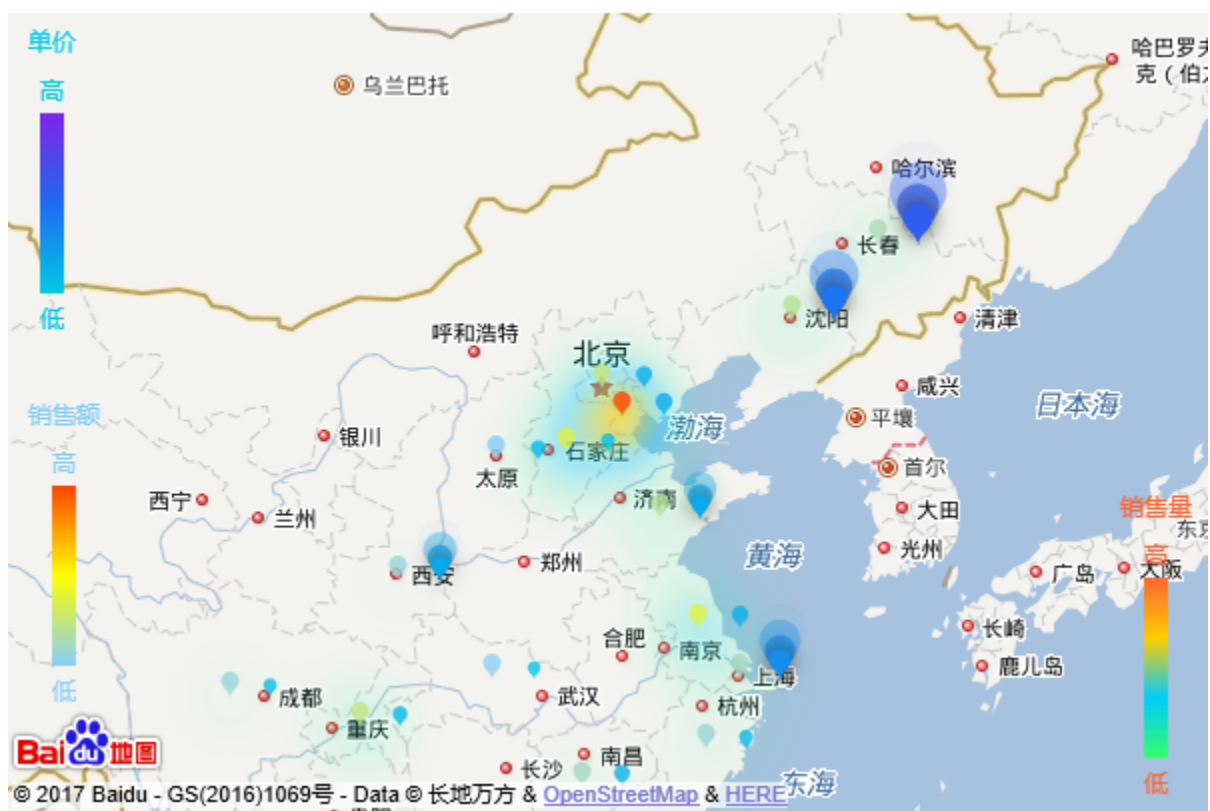 单价
高
低
销售额
高
低
销售量
高
低
乌兰巴托
哈巴罗夫
克（伯力
哈尔滨
长春
沈阳
清津
呼和浩特
北京
咸兴
日本海
平壤
渤海
银川
石家庄
太原
首尔
西宁
兰州
济南
大田
东京
光州
黄海
郑州
西安
广岛
大阪
长崎
合肥
南京
鹿儿岛
上海
成都
武汉
杭州
重庆
南昌
长沙
东海
Bai du 地图
© 2017 Baidu - GS(2016)1069号 - Data © 长地万方 & OpenStreetMap & HERE